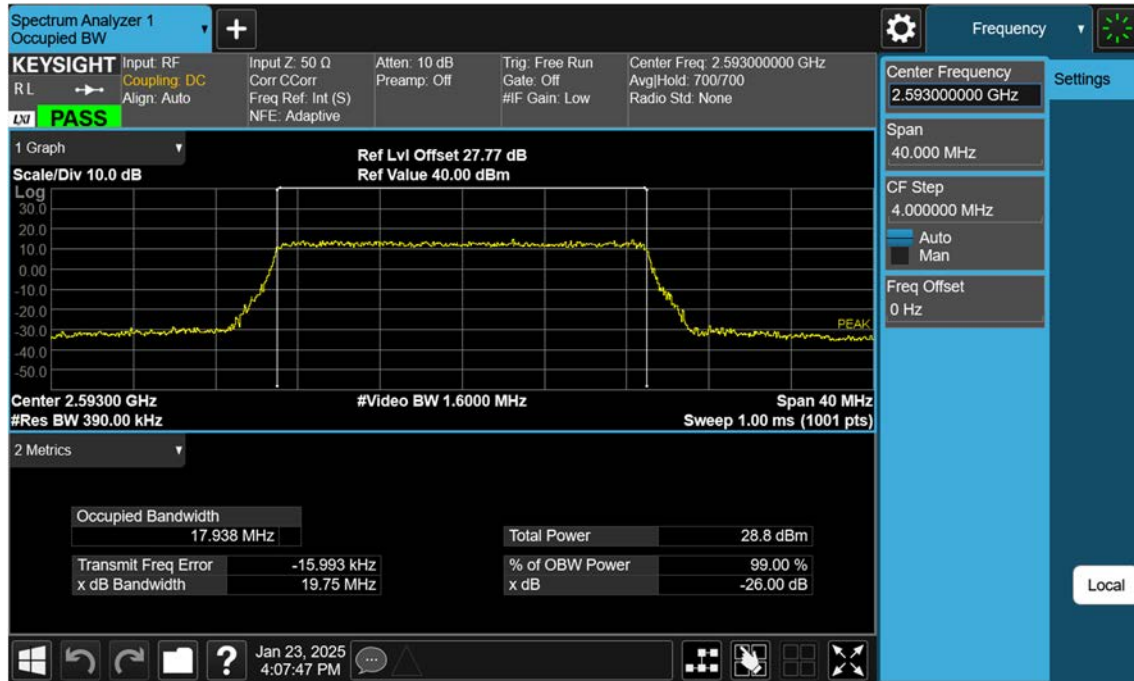 Spectrum Analyzer 1
Occupied BW
Frequency
KEYSIGHT
RL
LXI PASS
Input: RF
Coupling: DC
Align: Auto
Input Z: 50 Ω
Corr CCorr
Freq Ref: Int (S)
NFE: Adaptive
Atten: 10 dB
Preamp: Off
Trig: Free Run
Gate: Off
#IF Gain: Low
Center Freq: 2.593000000 GHz
Avg|Hold: 700/700
Radio Std: None
Center Frequency
2.593000000 GHz
Settings
Span
40.000 MHz
CF Step
4.000000 MHz
Auto
Man
Freq Offset
0 Hz
1 Graph
Ref Lvl Offset 27.77 dB
Scale/Div 10.0 dB
Ref Value 40.00 dBm
Log
30.0
20.0
10.0
0.00
-10.0
-20.0
-30.0
-40.0
-50.0
PEAK
Center 2.59300 GHz
#Video BW 1.6000 MHz
Span 40 MHz
#Res BW 390.00 kHz
Sweep 1.00 ms (1001 pts)
2 Metrics
Occupied Bandwidth
17.938 MHz
Total Power 28.8 dBm
Transmit Freq Error -15.993 kHz
% of OBW Power 99.00 %
x dB Bandwidth 19.75 MHz
x dB -26.00 dB
Local
?
Jan 23, 2025
4:07:47 PM